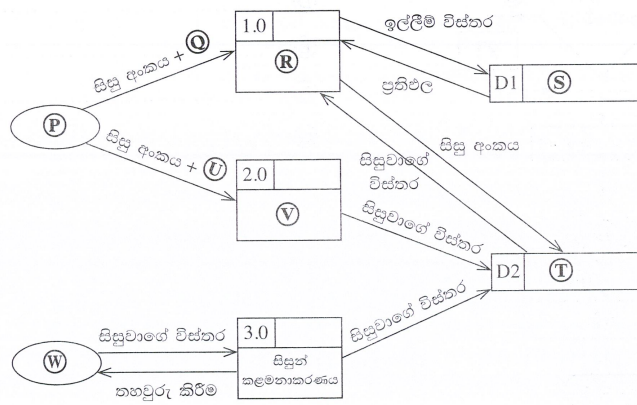 1.0
ඉල්ලීම් විස්තර
සිසු අංකය + Q
R
ප්‍රතිඵල
D1 S
P
සිසු අංකය
සිසුවාගේ
විස්තර
සිසු අංකය + U
2.0
V
සිසුවාගේ විස්තර
D2 T
සිසුවාගේ විස්තර
3.0
සිසුවාගේ විස්තර
සිසුන්
කළමනාකරණය
W
තහවුරු කිරීම